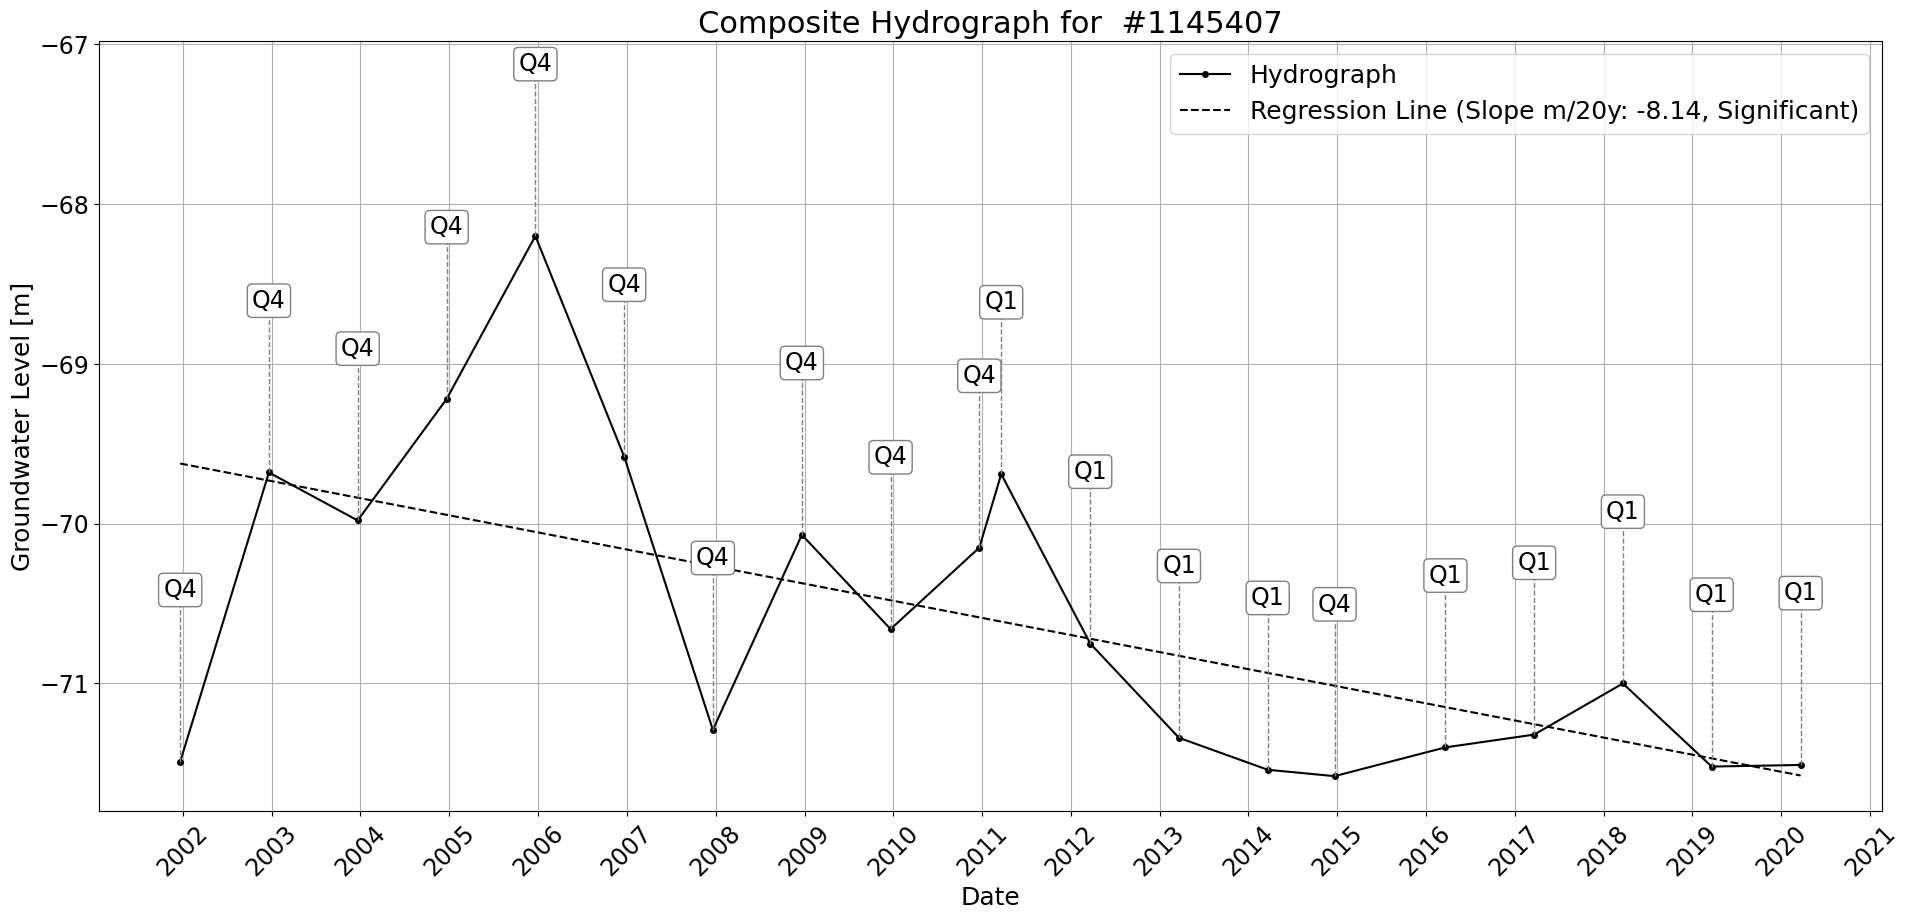 Composite Hydrograph for  #1145407
Hydrograph
Regression Line (Slope m/20y: -8.14, Significant)
Groundwater Level [m]
−67
−68
−69
−70
−71
Q4
Q4
Q4
Q4
Q4
Q4
Q4
Q4
Q4
Q4
Q1
Q1
Q1
Q1
Q4
Q1
Q1
Q1
Q1
Q1
2002
2003
2004
2005
2006
2007
2008
2009
2010
2011
2012
2013
2014
2015
2016
2017
2018
2019
2020
2021
Date